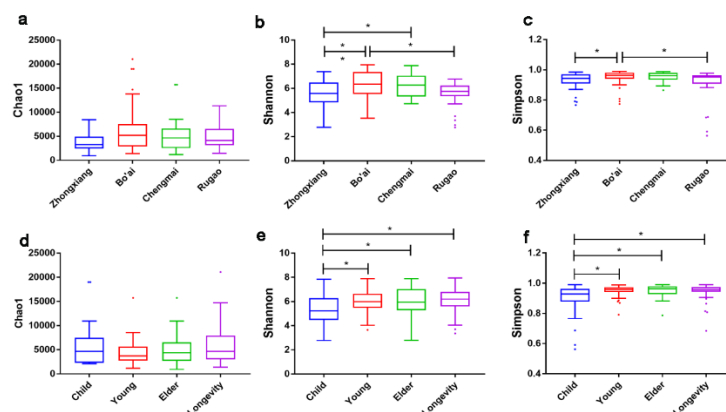 a
25000
20000
15000
10000
5000
0
Chao1
Zhongxiang
Bo'ai
Chengmai
Rugao
b
10
8
6
4
2
0
Shannon
*
*
*
*
Zhongxiang
Bo'ai
Chengmai
Rugao
c
1.2
1.0
0.8
0.6
0.4
Simpson
*
*
Zhongxiang
Bo'ai
Chengmai
Rugao
d
25000
20000
15000
10000
5000
0
Chao1
Child
Young
Elder
Longevity
e
10
8
6
4
2
0
Shannon
*
*
*
Child
Young
Elder
Longevity
f
1.2
1.0
0.8
0.6
0.4
Simpson
*
*
*
Child
Young
Elder
Longevity